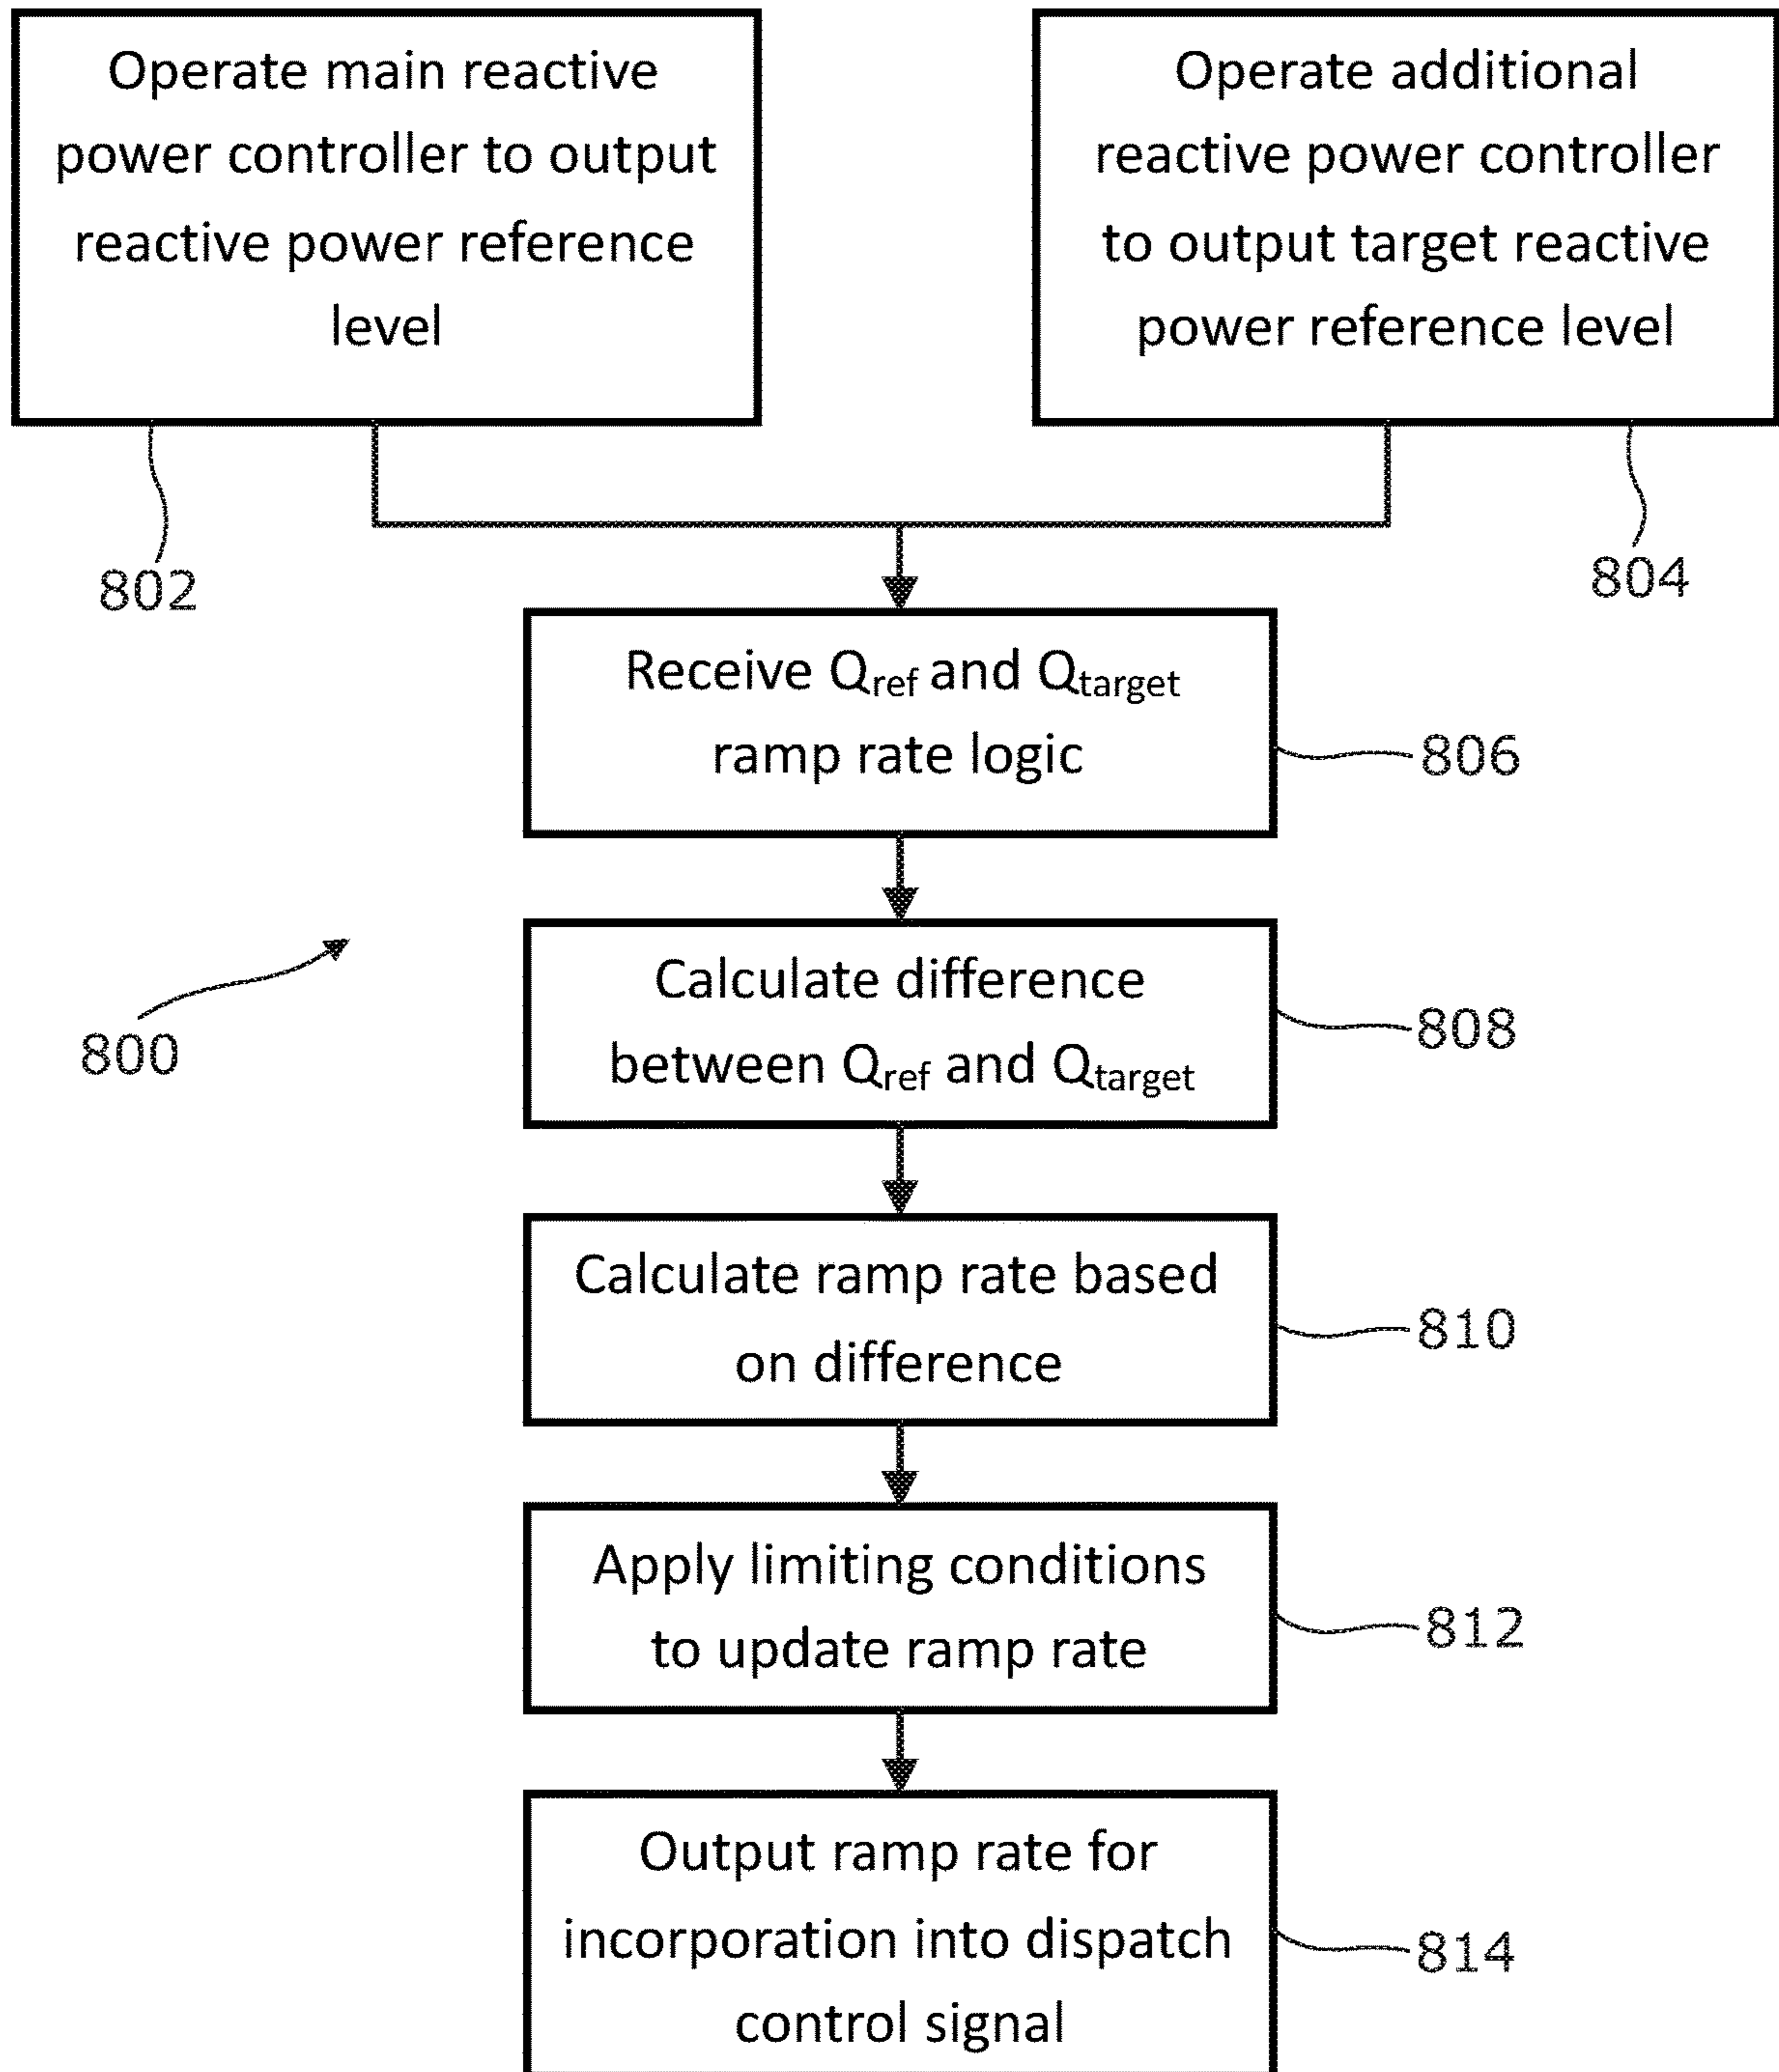 Operate main reactive
power controller to output
reactive power reference
level
Operate additional
reactive power controller
to output target reactive
power reference level
802
804
Receive Qref and Qtarget
ramp rate logic
806
Calculate difference
between Qref and Qtarget
808
800
Calculate ramp rate based
on difference
810
Apply limiting conditions
to update ramp rate
812
Output ramp rate for
incorporation into dispatch
control signal
814